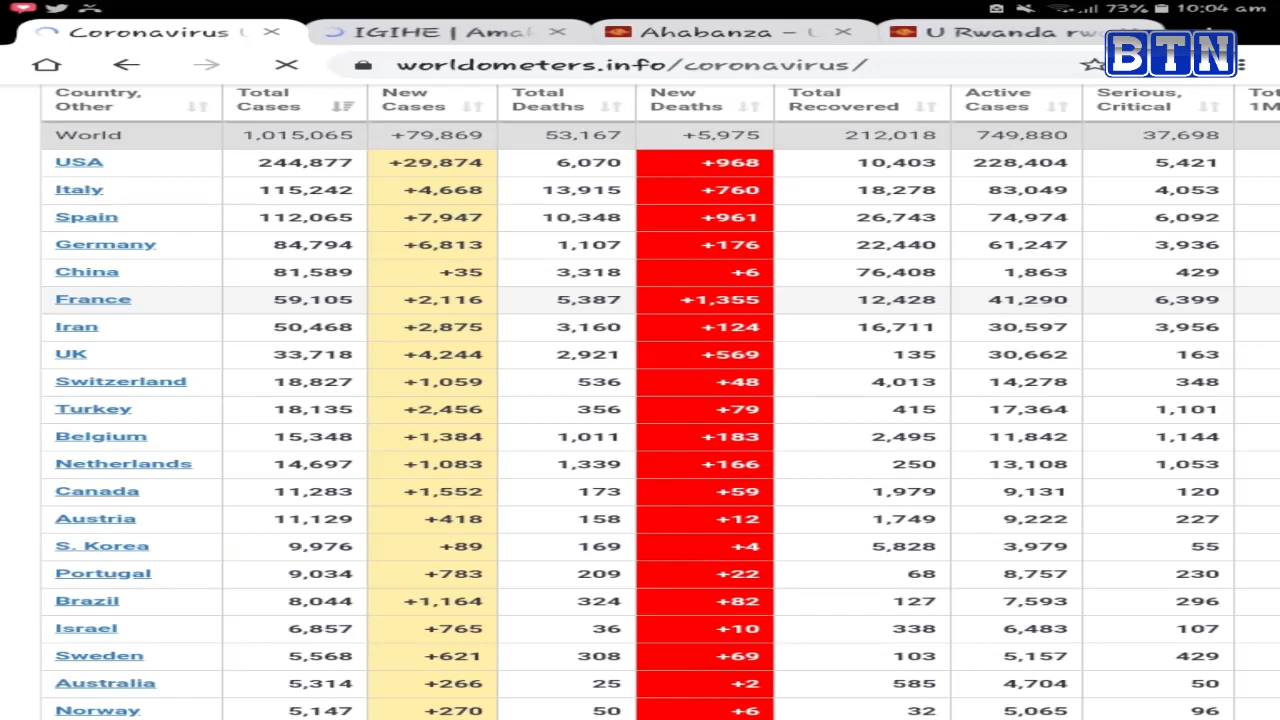 73% 10:04 am
Coronavirus IGIHE | Ama Ahabanza – U Rwanda rw
BTN
worldometers.info/coronavirus/
Country, Other Total Cases New Cases Total Deaths New Deaths Total Recovered Active Cases Serious, Critical Tot 1M
World 1,015,065 +79,869 53,167 +5,975 212,018 749,880 37,698
USA 244,877 +29,874 6,070 +968 10,403 228,404 5,421
Italy 115,242 +4,668 13,915 +760 18,278 83,049 4,053
Spain 112,065 +7,947 10,348 +961 26,743 74,974 6,092
Germany 84,794 +6,813 1,107 +176 22,440 61,247 3,936
China 81,589 +35 3,318 +6 76,408 1,863 429
France 59,105 +2,116 5,387 +1,355 12,428 41,290 6,399
Iran 50,468 +2,875 3,160 +124 16,711 30,597 3,956
UK 33,718 +4,244 2,921 +569 135 30,662 163
Switzerland 18,827 +1,059 536 +48 4,013 14,278 348
Turkey 18,135 +2,456 356 +79 415 17,364 1,101
Belgium 15,348 +1,384 1,011 +183 2,495 11,842 1,144
Netherlands 14,697 +1,083 1,339 +166 250 13,108 1,053
Canada 11,283 +1,552 173 +59 1,979 9,131 120
Austria 11,129 +418 158 +12 1,749 9,222 227
S. Korea 9,976 +89 169 +4 5,828 3,979 55
Portugal 9,034 +783 209 +22 68 8,757 230
Brazil 8,044 +1,164 324 +82 127 7,593 296
Israel 6,857 +765 36 +10 338 6,483 107
Sweden 5,568 +621 308 +69 103 5,157 429
Australia 5,314 +266 25 +2 585 4,704 50
Norway 5,147 +270 50 +6 32 5,065 96